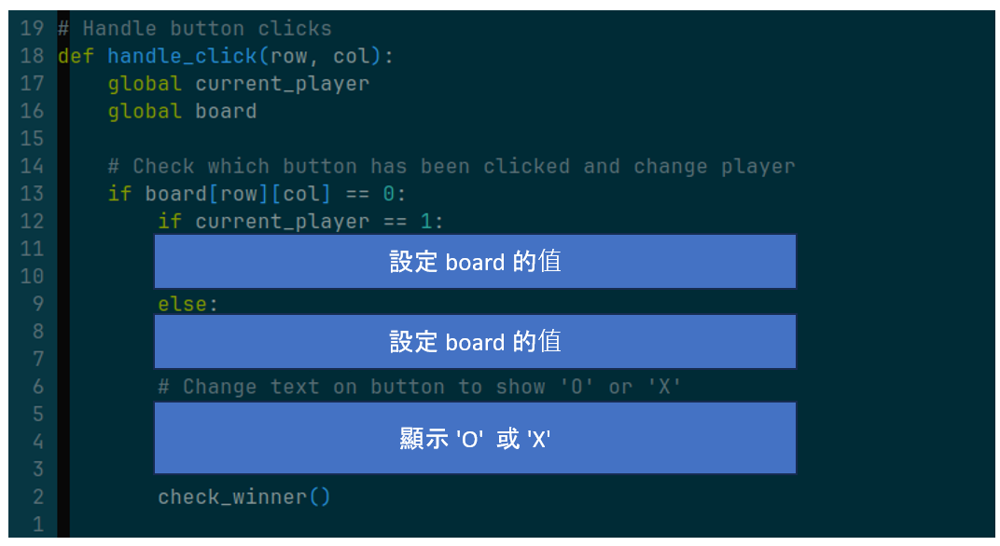 19 # Handle button clicks
18 def handle_click(row, col):
17     global current_player
16     global board
15
14     # Check which button has been clicked and change player
13     if board[row][col] == 0:
12         if current_player == 1:
11
設定 board 的值
10
9         else:
8
設定 board 的值
7
6         # Change text on button to show 'O' or 'X'
5
4
顯示 'O' 或 'X'
3
2         check_winner()
1